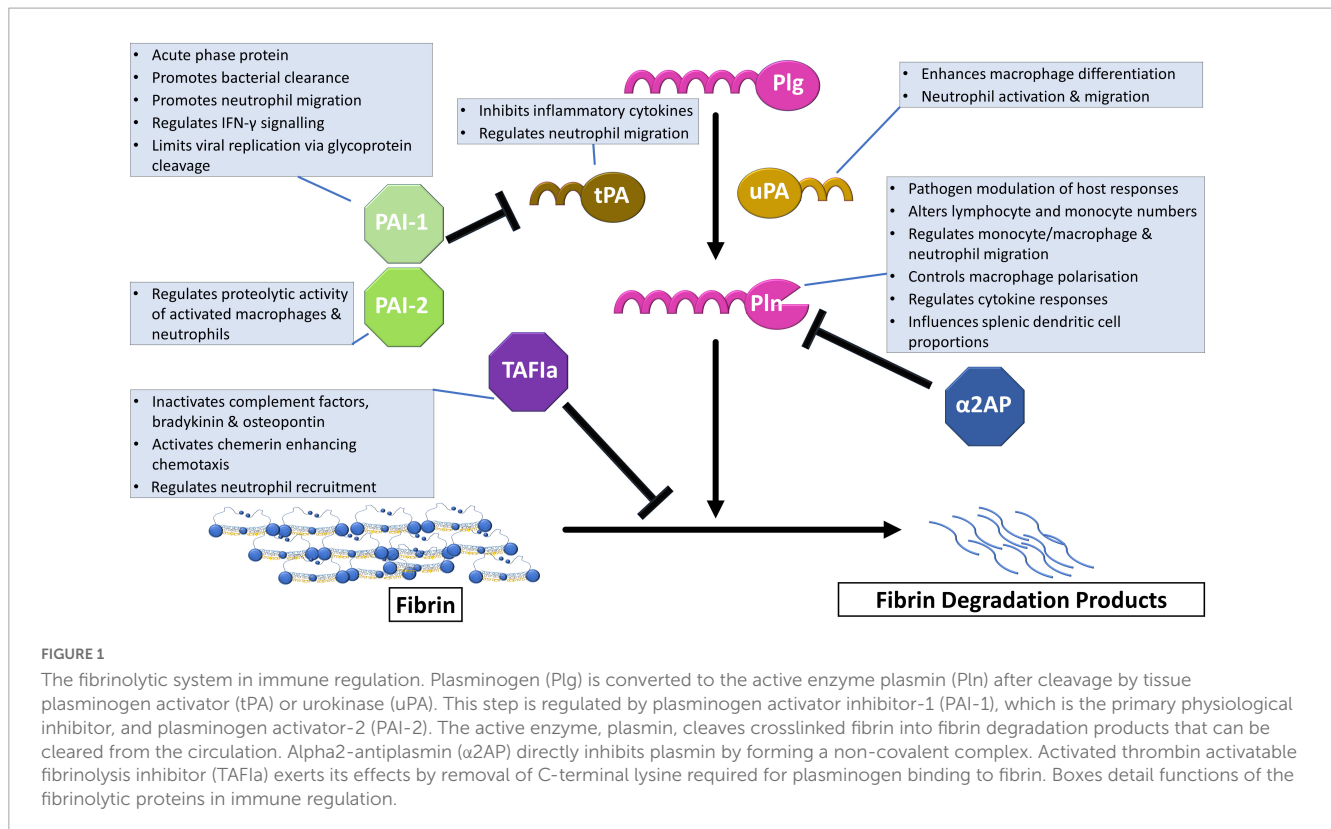 • Acute phase protein
• Promotes bacterial clearance
• Promotes neutrophil migration
• Regulates IFN-γ signalling
• Limits viral replication via glycoprotein
cleavage
• Inhibits inflammatory cytokines
• Regulates neutrophil migration
Plg
• Enhances macrophage differentiation
• Neutrophil activation & migration
PAI-1
tPA
uPA
• Pathogen modulation of host responses
• Alters lymphocyte and monocyte numbers
• Regulates monocyte/macrophage &
neutrophil migration
• Controls macrophage polarisation
• Regulates cytokine responses
• Influences splenic dendritic cell
proportions
• Regulates proteolytic activity
of activated macrophages &
neutrophils
PAI-2
Pln
TAFIa
α2AP
• Inactivates complement factors,
bradykinin & osteopontin
• Activates chemerin enhancing
chemotaxis
• Regulates neutrophil recruitment
Fibrin
Fibrin Degradation Products
FIGURE 1
The fibrinolytic system in immune regulation. Plasminogen (Plg) is converted to the active enzyme plasmin (Pln) after cleavage by tissue
plasminogen activator (tPA) or urokinase (uPA). This step is regulated by plasminogen activator inhibitor-1 (PAI-1), which is the primary physiological
inhibitor, and plasminogen activator-2 (PAI-2). The active enzyme, plasmin, cleaves crosslinked fibrin into fibrin degradation products that can be
cleared from the circulation. Alpha2-antiplasmin (α2AP) directly inhibits plasmin by forming a non-covalent complex. Activated thrombin activatable
fibrinolysis inhibitor (TAFIa) exerts its effects by removal of C-terminal lysine required for plasminogen binding to fibrin. Boxes detail functions of the
fibrinolytic proteins in immune regulation.